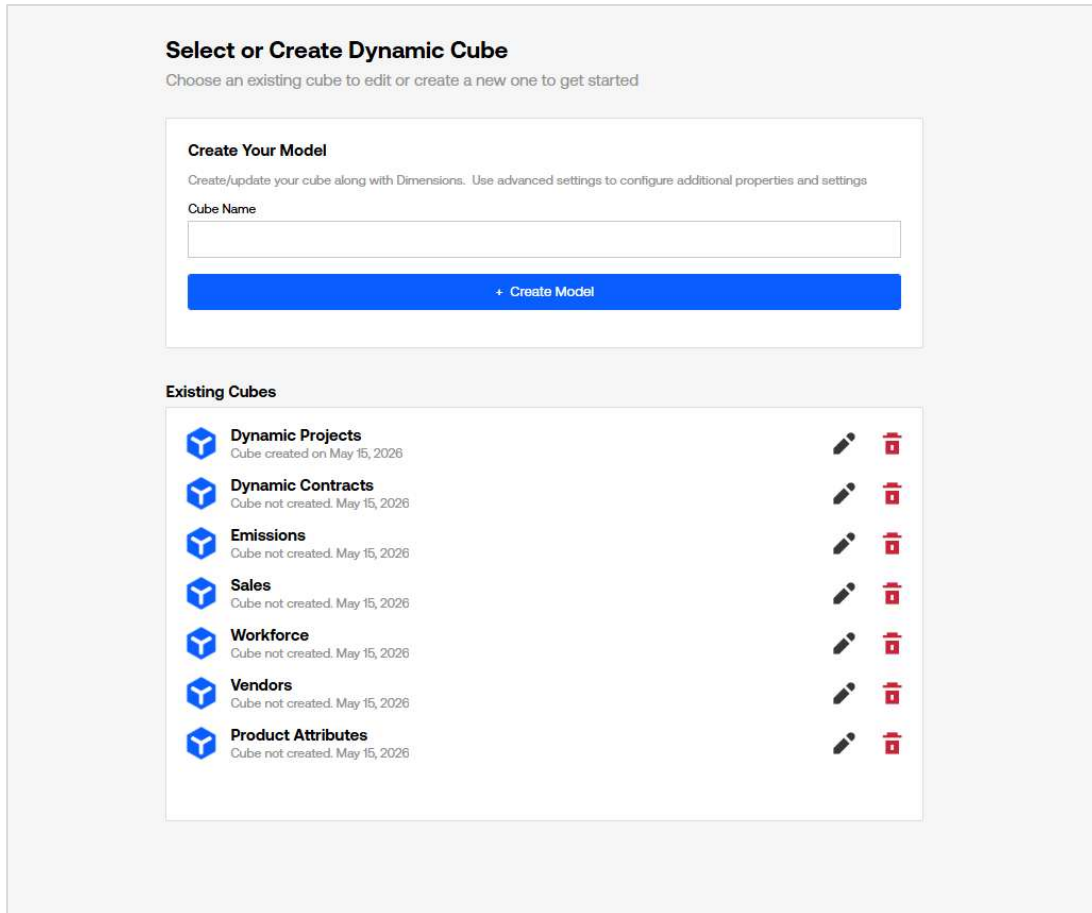 Select or Create Dynamic Cube
Choose an existing cube to edit or create a new one to get started
Create Your Model
Create/update your cube along with Dimensions. Use advanced settings to configure additional properties and settings
Cube Name
+ Create Model
Existing Cubes
Dynamic Projects
Cube created on May 15, 2026
Dynamic Contracts
Cube not created. May 15, 2026
Emissions
Cube not created. May 15, 2026
Sales
Cube not created. May 15, 2026
Workforce
Cube not created. May 15, 2026
Vendors
Cube not created. May 15, 2026
Product Attributes
Cube not created. May 15, 2026